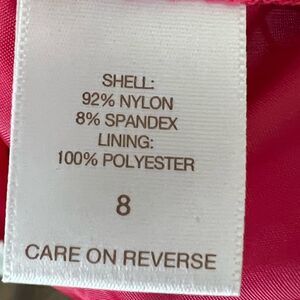 SHELL:
92% NYLON
8% SPANDEX
LINING:
100% POLYESTER
8
CARE ON REVERSE